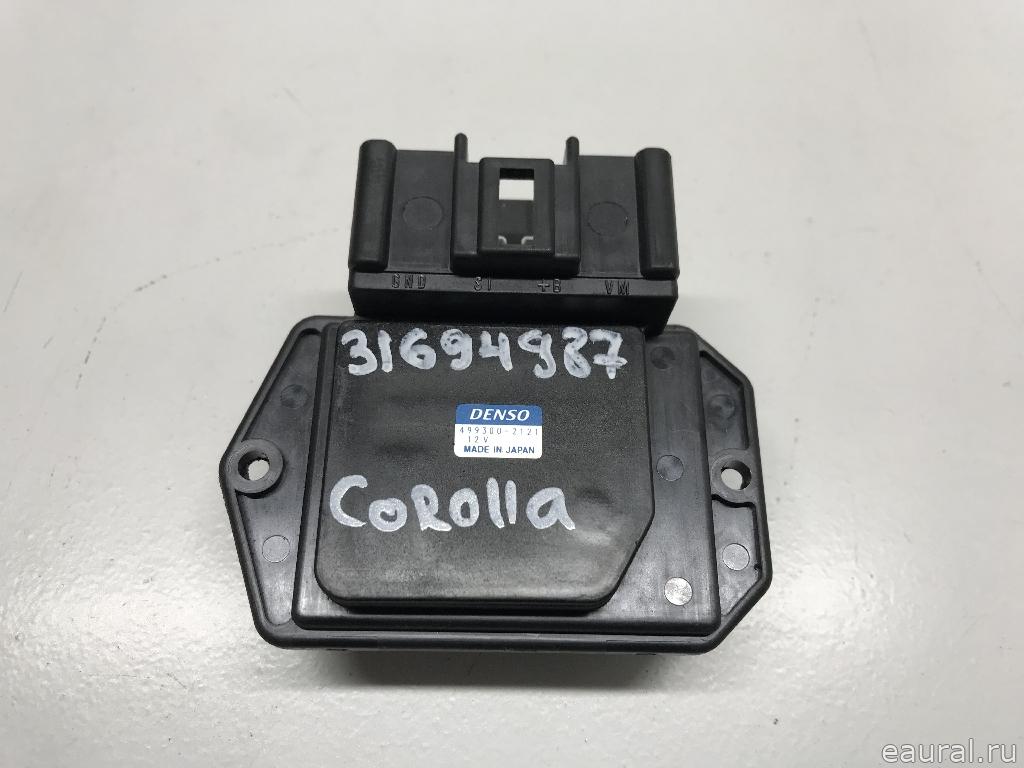 GND SI +B VM
31694987
DENSO
499300-2121
12V
MADE IN JAPAN
Corolla
eaural.ru